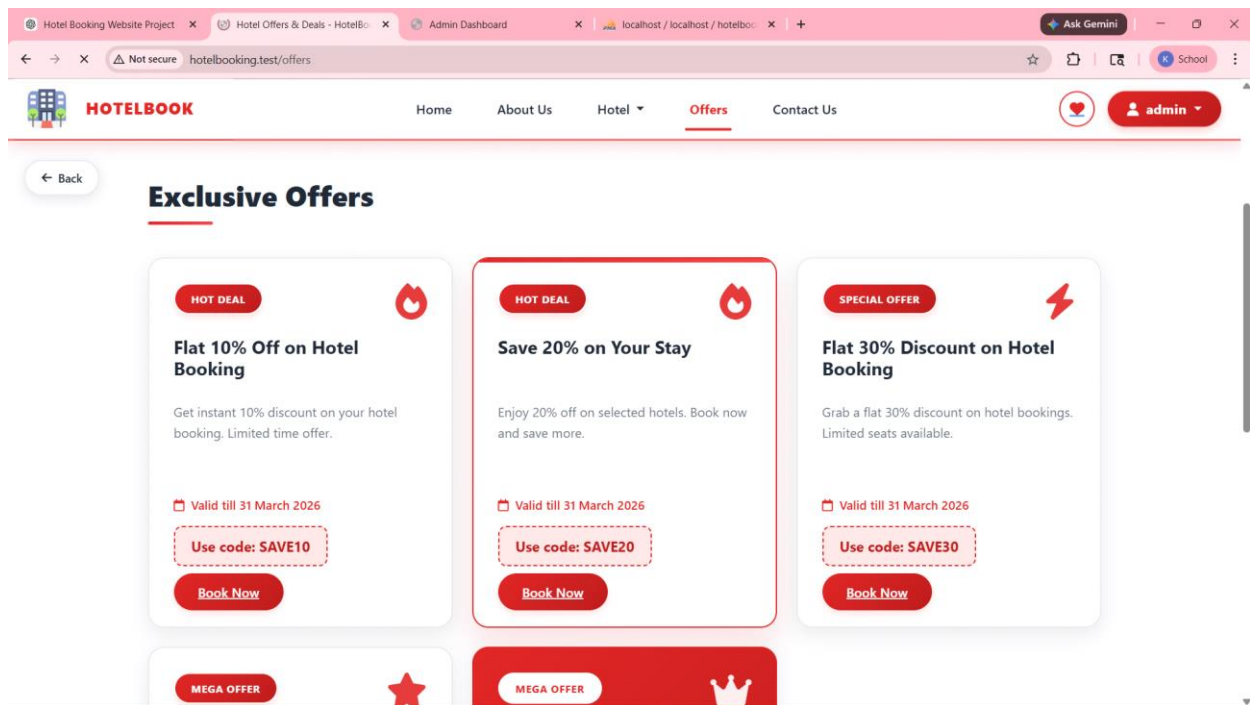 Hotel Booking Website Project
Hotel Offers & Deals - HotelBo
Admin Dashboard
localhost / localhost / hotelboo
Ask Gemini
Not secure
hotelbooking.test/offers
K
School
HOTELBOOK
Home
About Us
Hotel
Offers
Contact Us
admin
← Back
Exclusive Offers
HOT DEAL
Flat 10% Off on Hotel
Booking
Get instant 10% discount on your hotel
booking. Limited time offer.
Valid till 31 March 2026
Use code: SAVE10
Book Now
HOT DEAL
Save 20% on Your Stay
Enjoy 20% off on selected hotels. Book now
and save more.
Valid till 31 March 2026
Use code: SAVE20
Book Now
SPECIAL OFFER
Flat 30% Discount on Hotel
Booking
Grab a flat 30% discount on hotel bookings.
Limited seats available.
Valid till 31 March 2026
Use code: SAVE30
Book Now
MEGA OFFER
MEGA OFFER